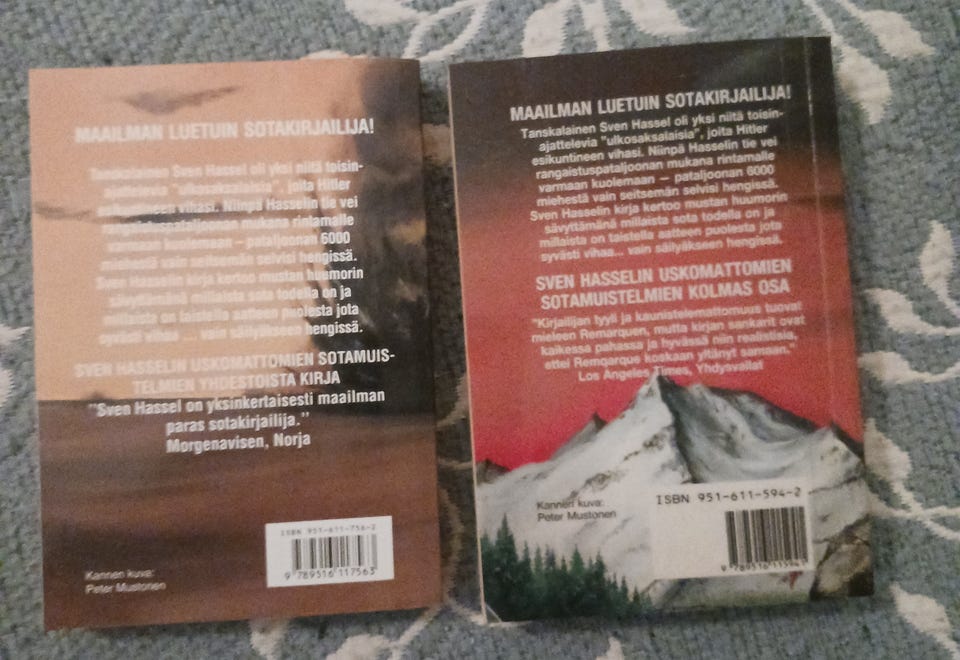 MAAILMAN LUETUIN SOTAKIRJAILIJA!
Tanskalainen Sven Hassel oli yksi niitä toisin-
ajattelevia "ulkosaksalaisia", joita Hitler
esikuntineen vihasi. Niinpä Hasselin tie vei
rangaistuspataljoonan mukana rintamalle
varmaan kuolemaan — pataljoonan 6000
miehestä vain seitsemän selvisi hengissä.
Sven Hasselin kirja kertoo mustan huumorin
sävyttämänä millaista sota todella on ja
millaista on taistella aatteen puolesta jota
syvästi vihaa ... vain säilyäkseen hengissä.
SVEN HASSELIN USKOMATTOMIEN SOTAMUIS-
TELMIEN YHDESTOISTA KIRJA
"Sven Hassel on yksinkertaisesti maailman
paras sotakirjailija."
Morgenavisen, Norja
ISBN 951-611-756-2
9 789516 117563
Kannen kuva:
Peter Mustonen
MAAILMAN LUETUIN SOTAKIRJAILIJA!
Tanskalainen Sven Hassel oli yksi niitä toisin-
ajattelevia "ulkosaksalaisia", joita Hitler
esikuntineen vihasi. Niinpä Hasselin tie vei
rangaistuspataljoonan mukana rintamalle
varmaan kuolemaan — pataljoonan 6000
miehestä vain seitsemän selvisi hengissä.
Sven Hasselin kirja kertoo mustan huumorin
sävyttämänä millaista sota todella on ja
millaista on taistella aatteen puolesta jota
syvästi vihaa... vain säilyäkseen hengissä.
SVEN HASSELIN USKOMATTOMIEN
SOTAMUISTELMIEN KOLMAS OSA
"Kirjailijan tyyli ja kaunistelemattomuus tuovat
mieleen Remarquen, mutta kirjan sankarit ovat
kaikessa pahassa ja hyvässä niin realistisia,
ettei Remqarque koskaan yltänyt samaan."
Los Angeles Times, Yhdysvallat
Kannen kuva:
Peter Mustonen
ISBN 951-611-594-2
9 789516 115941